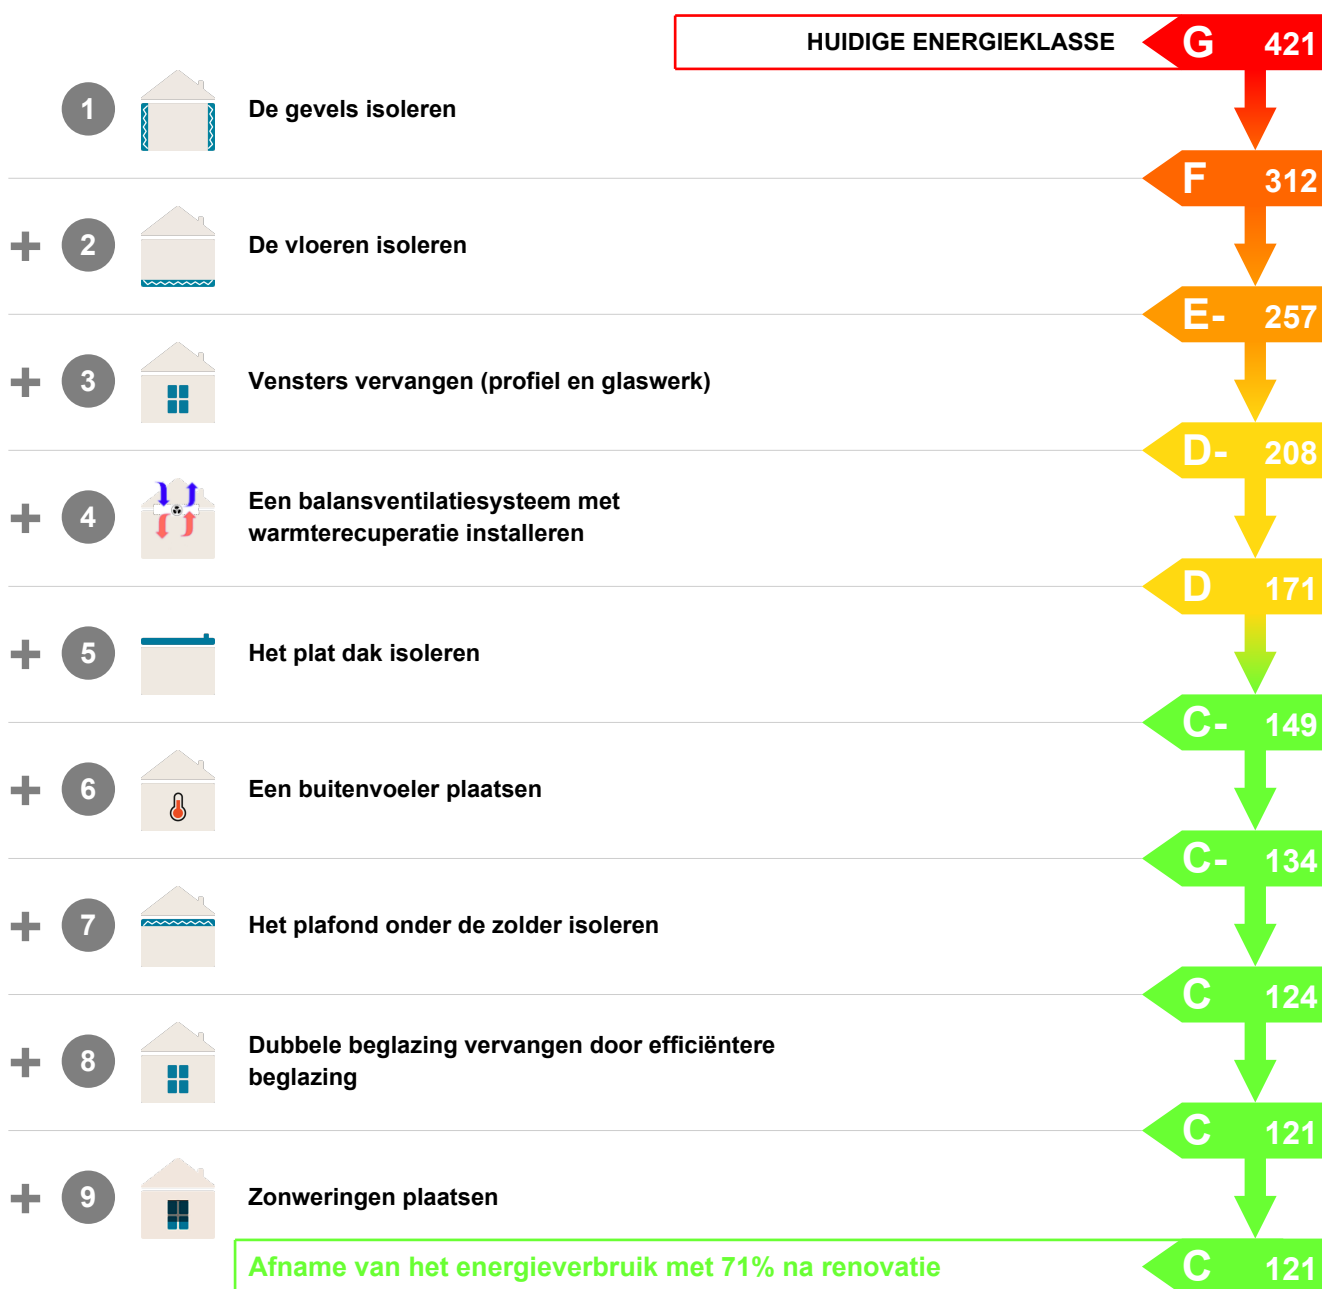 HUIDIGE ENERGIEKLASSE G 421
1 De gevels isoleren
F 312
+ 2 De vloeren isoleren
E- 257
+ 3 Vensters vervangen (profiel en glaswerk)
D- 208
+ 4 Een balansventilatiesysteem met
warmterecuperatie installeren
D 171
+ 5 Het plat dak isoleren
C- 149
+ 6 Een buitenvoeler plaatsen
C- 134
+ 7 Het plafond onder de zolder isoleren
C 124
+ 8 Dubbele beglazing vervangen door efficiëntere
beglazing
C 121
+ 9 Zonweringen plaatsen
Afname van het energieverbruik met 71% na renovatie C 121